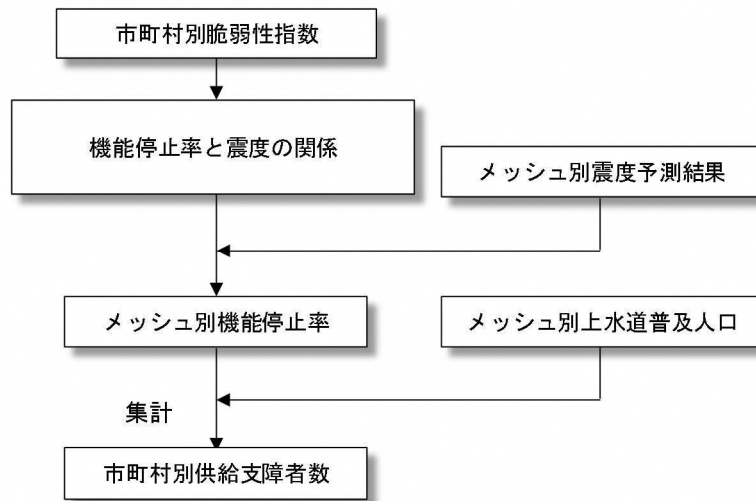 市町村別脆弱性指数
機能停止率と震度の関係
メッシュ別震度予測結果
メッシュ別機能停止率
メッシュ別上水道普及人口
集計
市町村別供給支障者数